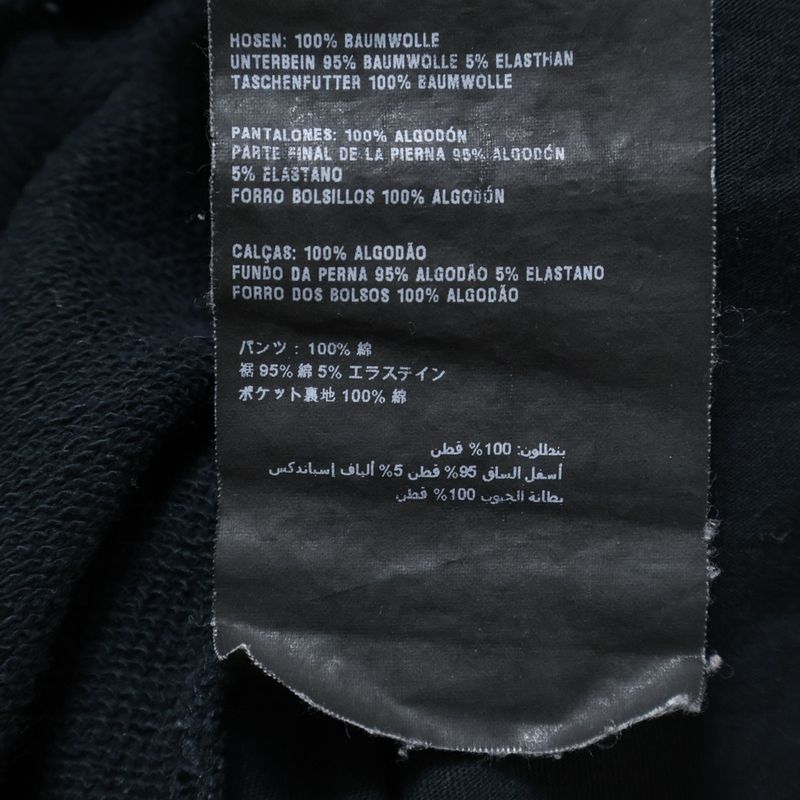 HOSEN: 100% BAUMWOLLE
UNTERBEIN 95% BAUMWOLLE 5% ELASTHAN
TASCHENFUTTER 100% BAUMWOLLE
PANTALONES: 100% ALGODÓN
PARTE FINAL DE LA PIERNA 95% ALGODÓN
5% ELASTANO
FORRO BOLSILLOS 100% ALGODÓN
CALÇAS: 100% ALGODÃO
FUNDO DA PERNA 95% ALGODÃO 5% ELASTANO
FORRO DOS BOLSOS 100% ALGODÃO
パンツ : 100% 綿
裾 95% 綿 5% エラステイン
ポケット裏地 100% 綿
بنطلون: 100% قطن
أسفل الساق 95% قطن 5% ألياف إسباندكس
بطانة الجيوب 100% قطن